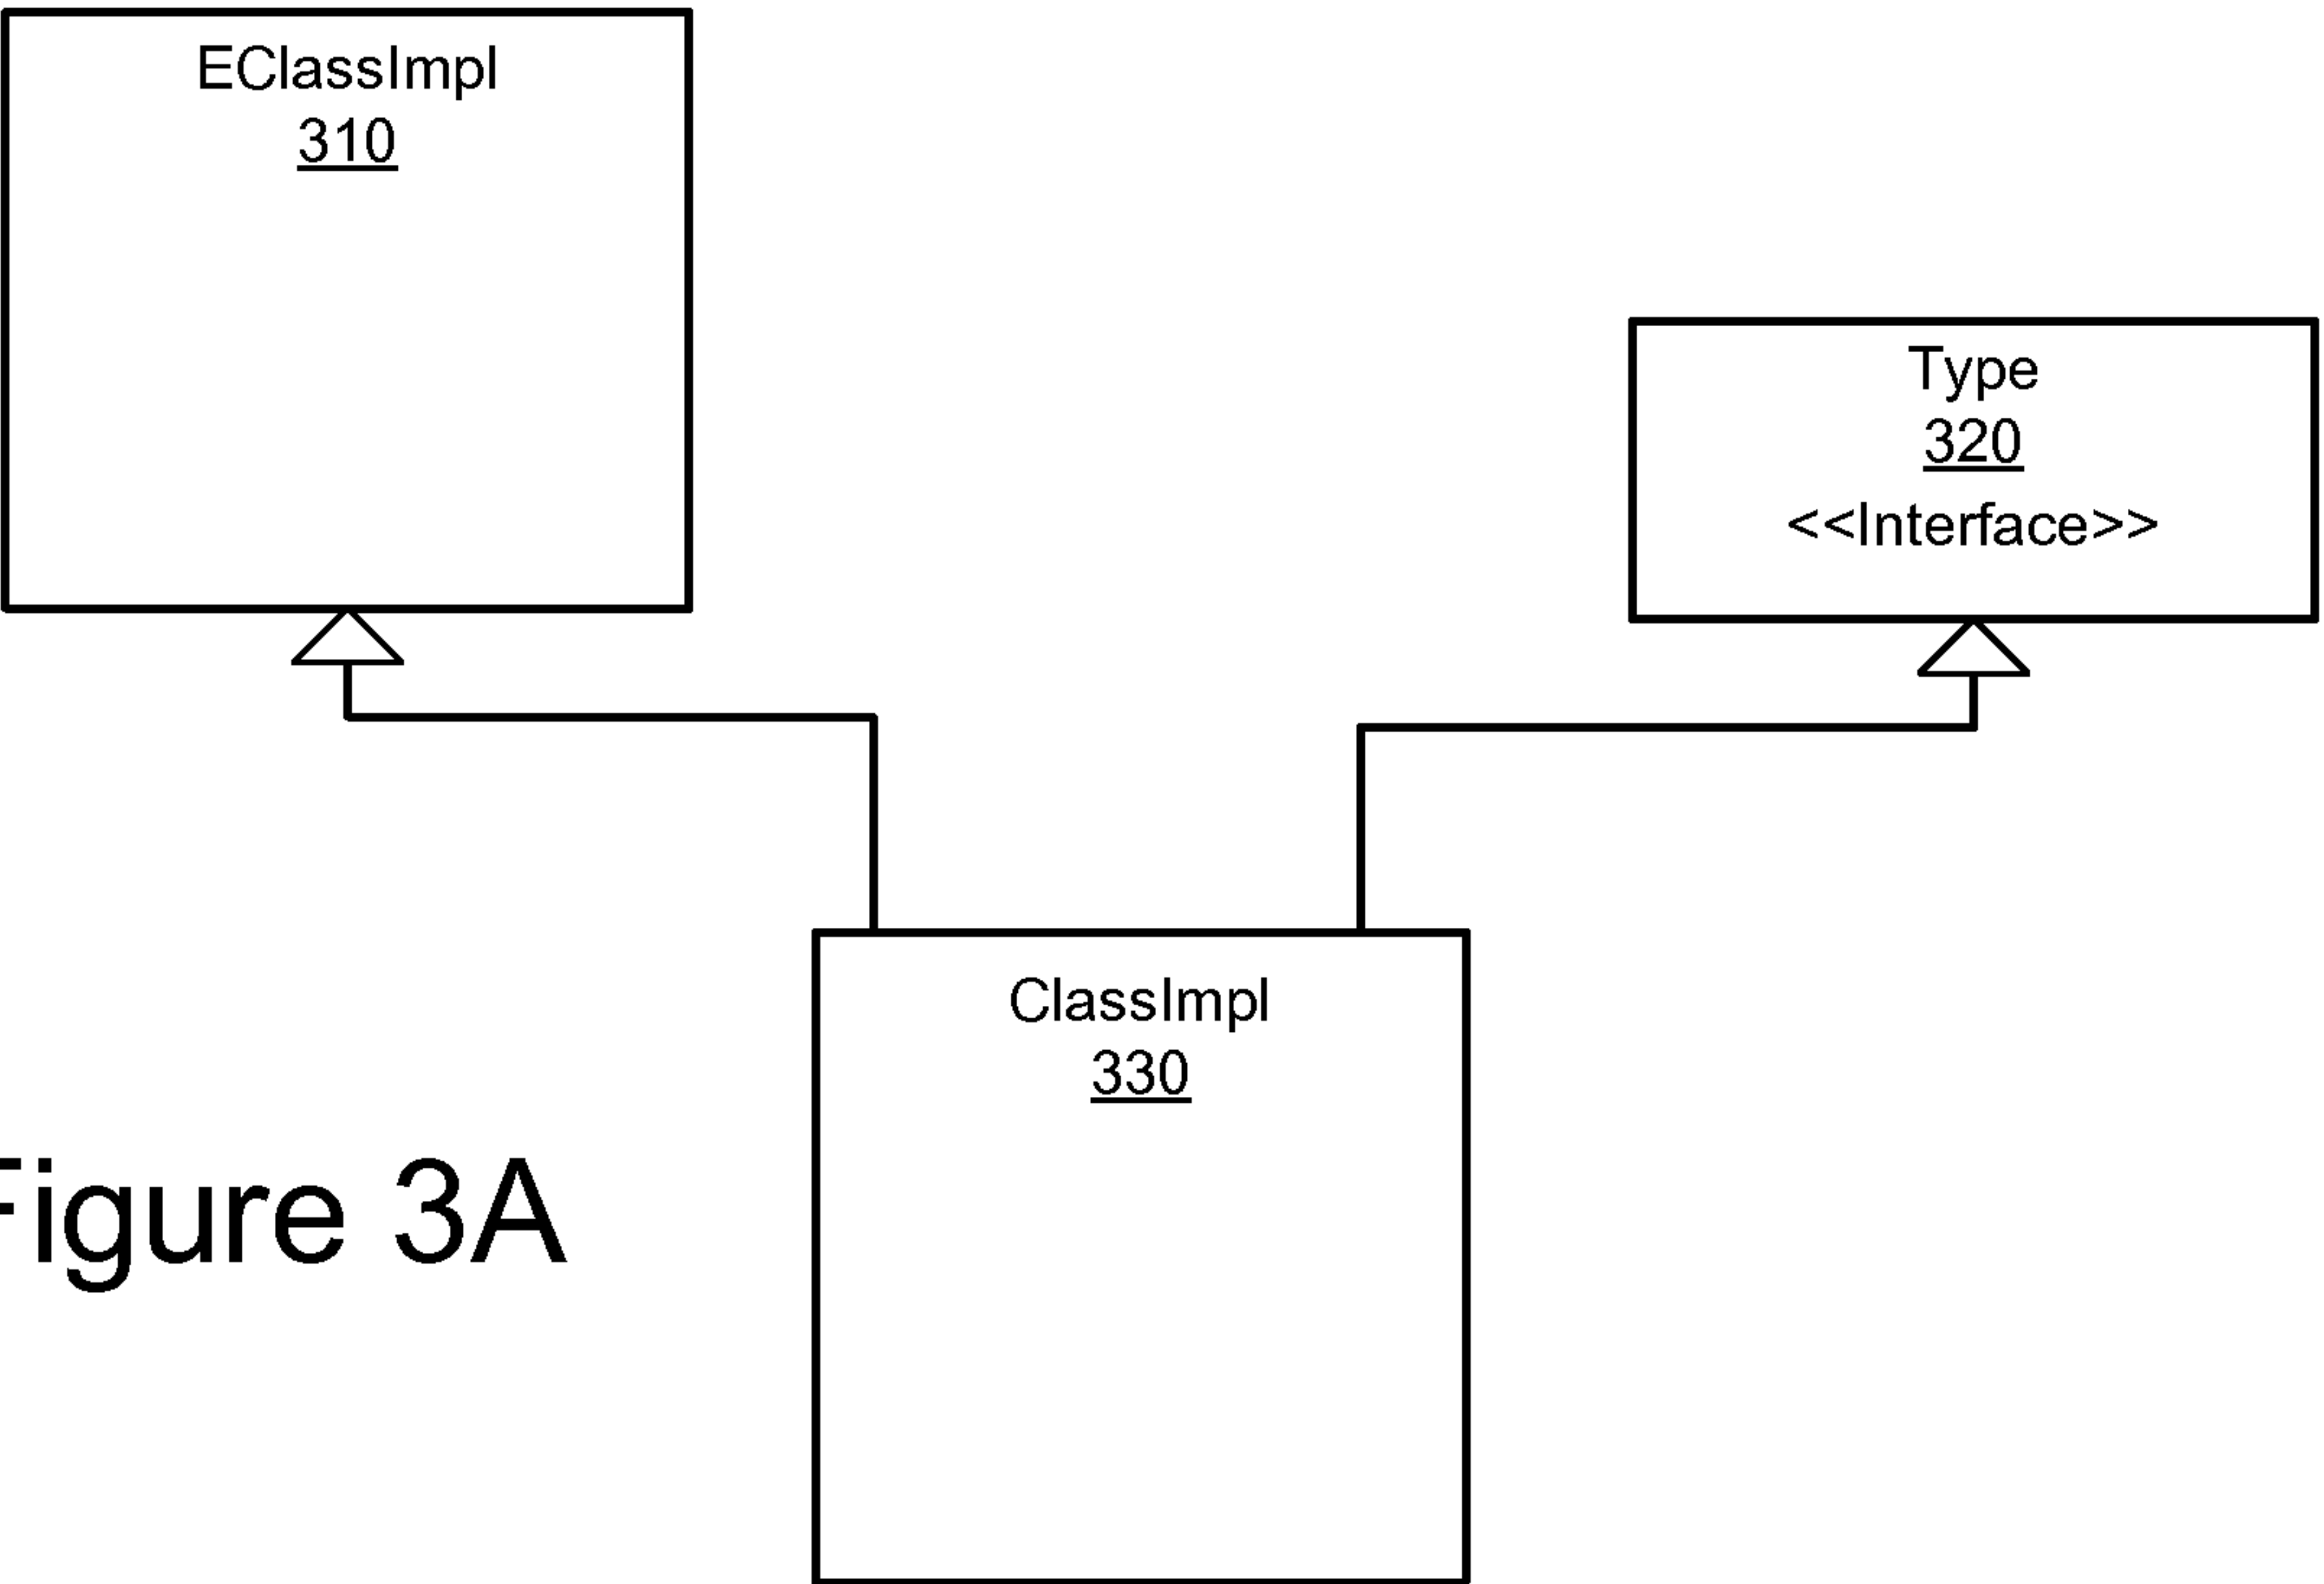 EClassImpl
310
Type
320
<<Interface>>
ClassImpl
330
Figure 3A